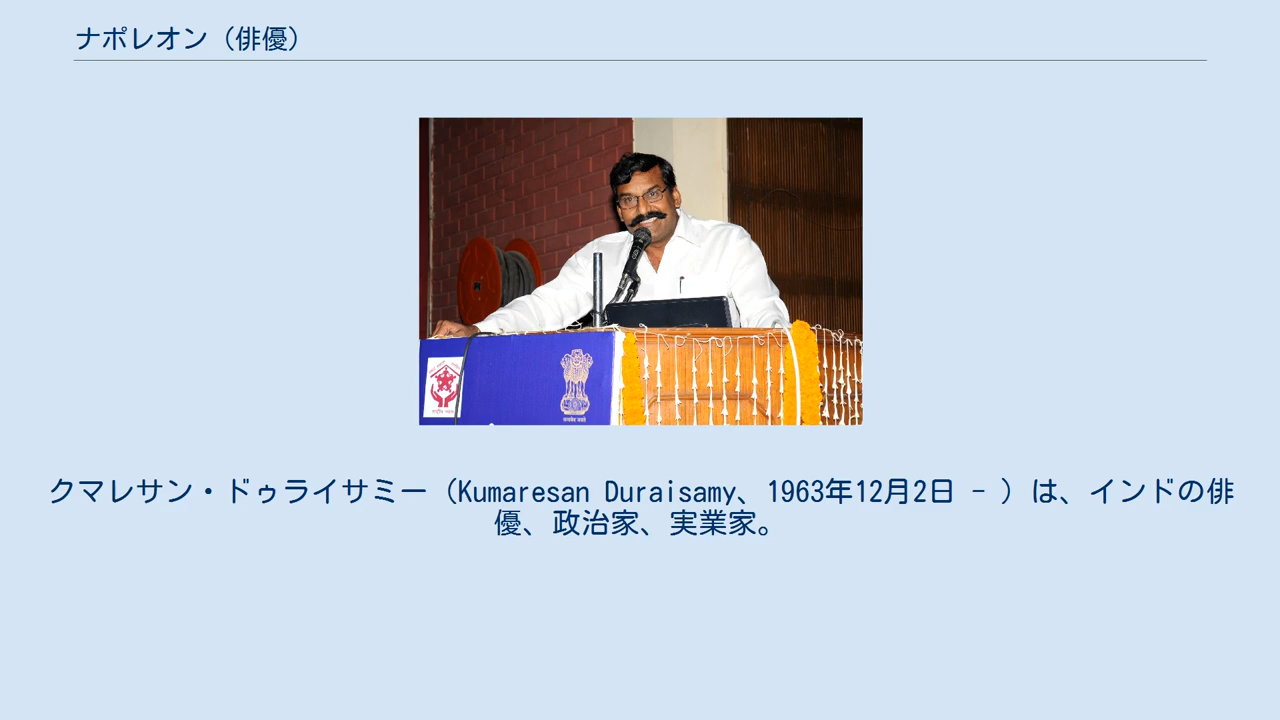 ナポレオン（俳優）
クマレサン・ドゥライサミー（Kumaresan Duraisamy、1963年12月2日 - ）は、インドの俳
優、政治家、実業家。